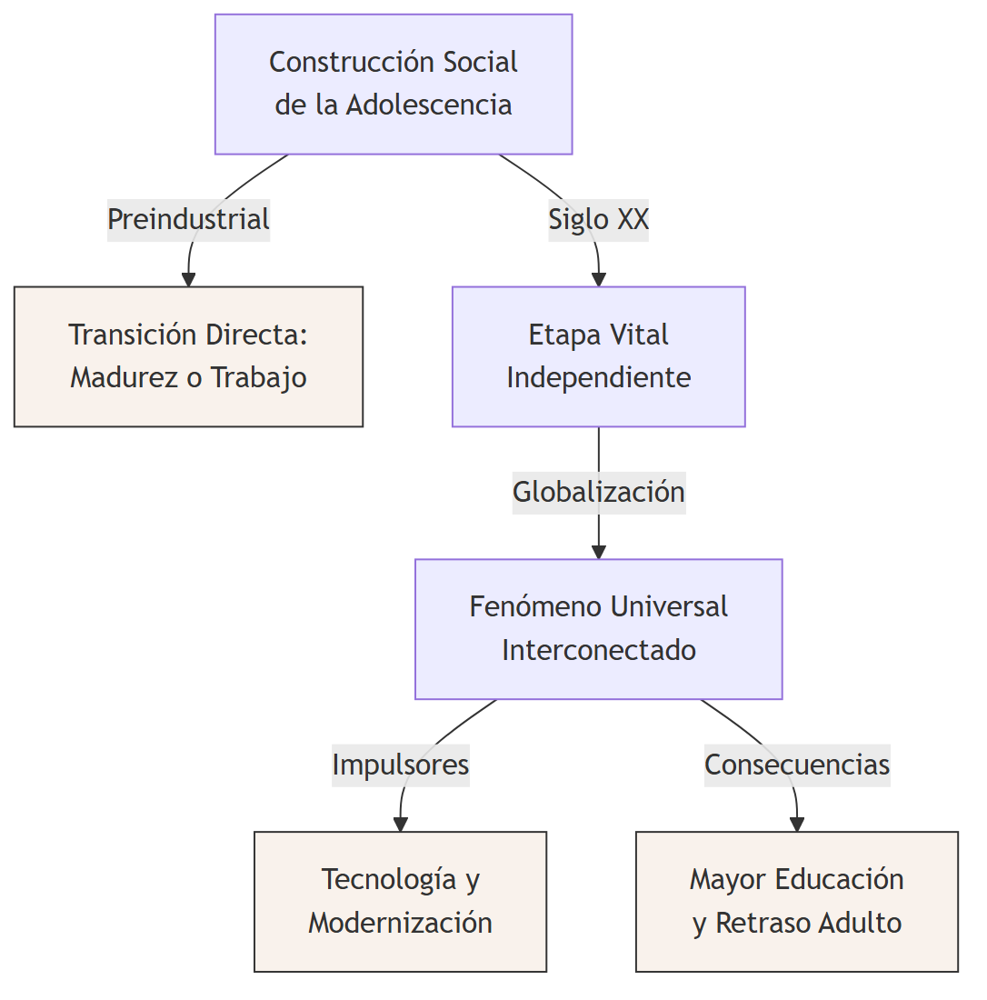 Construcción Social
de la Adolescencia
Preindustrial
Siglo XX
Transición Directa:
Madurez o Trabajo
Etapa Vital
Independiente
Globalización
Fenómeno Universal
Interconectado
Impulsores
Consecuencias
Tecnología y
Modernización
Mayor Educación
y Retraso Adulto